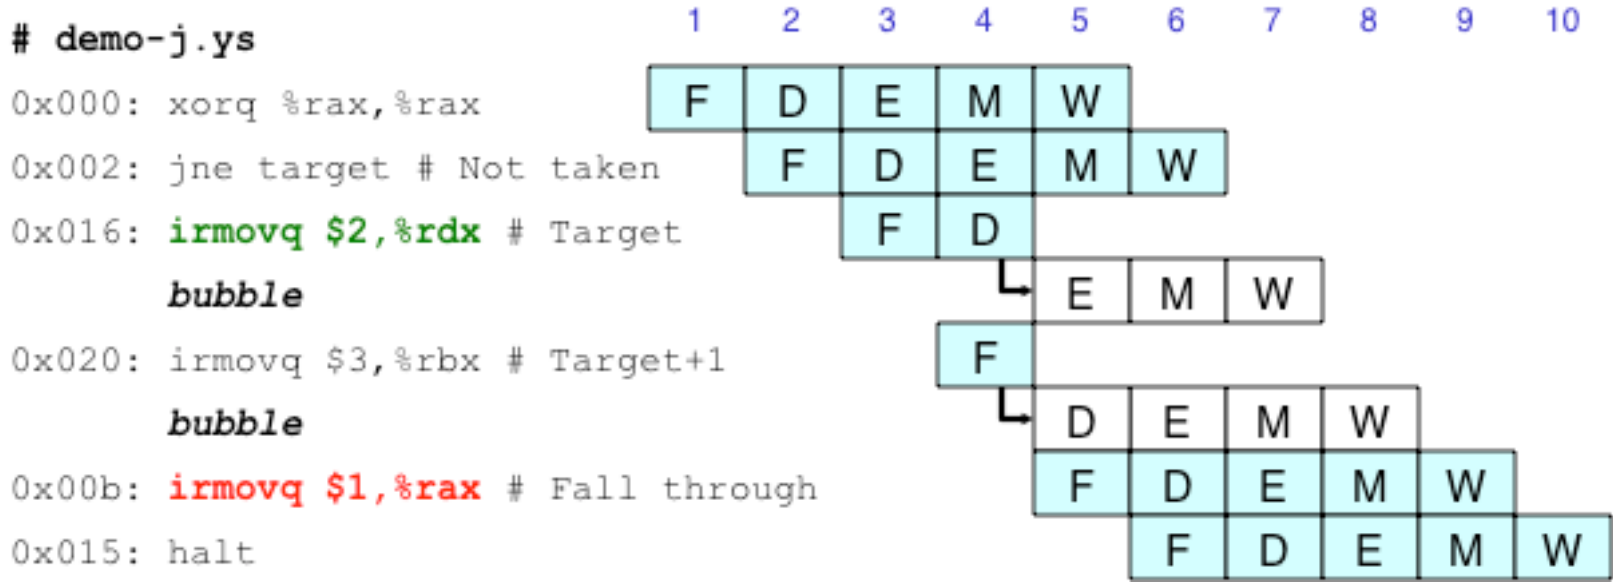 1 2 3 4 5 6 7 8 9 10
# demo-j.ys
0x000: xorq %rax,%rax F D E M W
0x002: jne target # Not taken F D E M W
0x016: irmovq $2,%rdx # Target F D
bubble E M W
0x020: irmovq $3,%rbx # Target+1 F
bubble D E M W
0x00b: irmovq $1,%rax # Fall through F D E M W
0x015: halt F D E M W